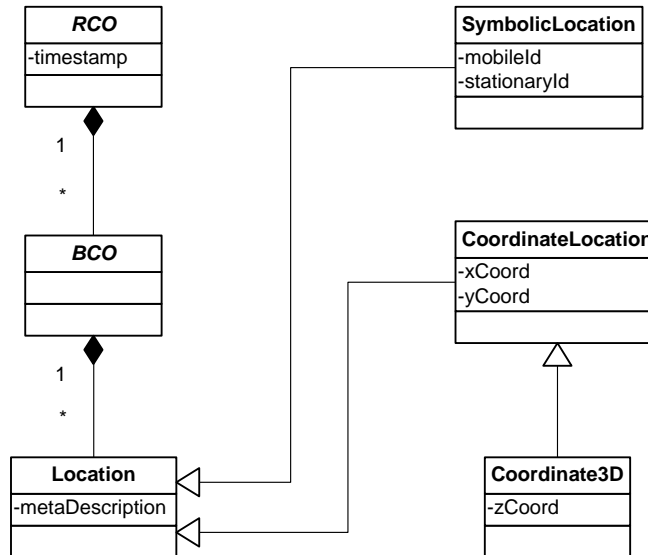 RCO
-timestamp
1
*
BCO
1
*
Location
-metaDescription
SymbolicLocation
-mobileId
-stationaryId
CoordinateLocation
-xCoord
-yCoord
Coordinate3D
-zCoord